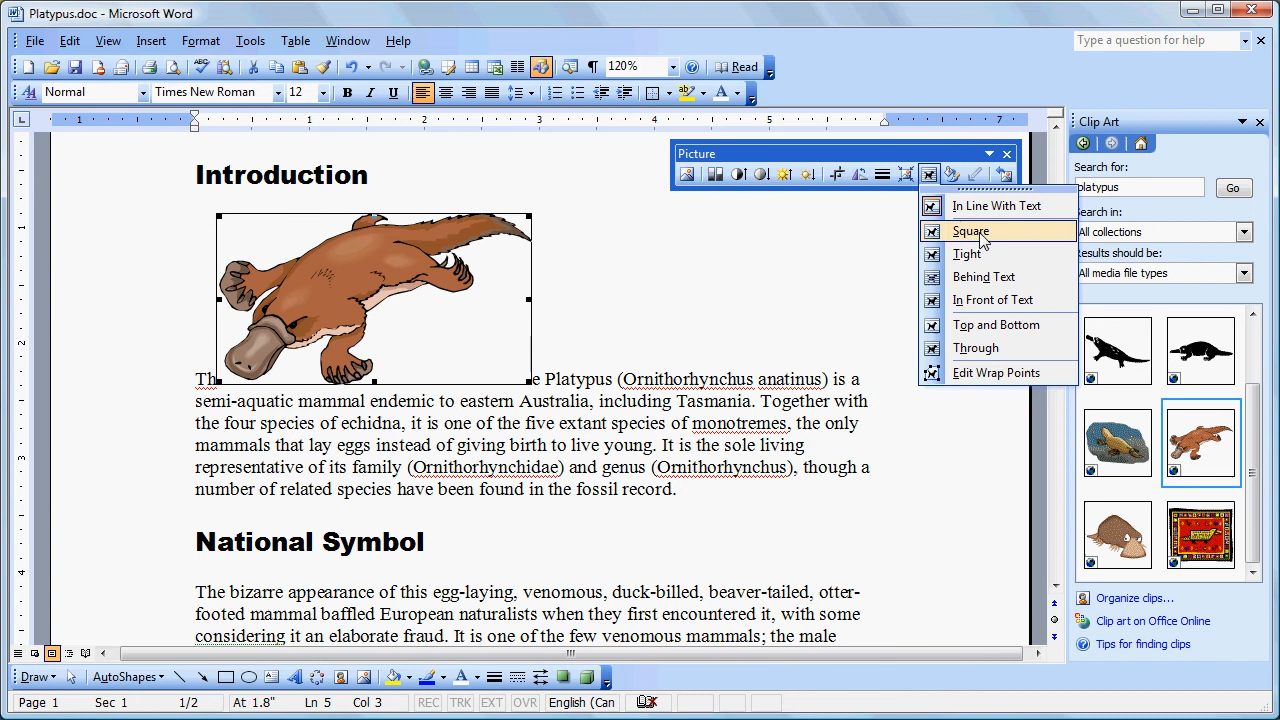 Platypus.doc - Microsoft Word
File Edit View Insert Format Tools Table Window Help
Type a question for help
120%
Read
Normal
Times New Roman
12
B I U
1 1 2 3 4 5 7
Clip Art
Picture
Search for:
platypus
Go
Search in:
All collections
Results should be:
All media file types
In Line With Text
Square
Tight
Behind Text
In Front of Text
Top and Bottom
Through
Edit Wrap Points
Introduction
Th e Platypus (Ornithorhynchus anatinus) is a
semi-aquatic mammal endemic to eastern Australia, including Tasmania. Together with
the four species of echidna, it is one of the five extant species of monotremes, the only
mammals that lay eggs instead of giving birth to live young. It is the sole living
representative of its family (Ornithorhynchidae) and genus (Ornithorhynchus), though a
number of related species have been found in the fossil record.
National Symbol
The bizarre appearance of this egg-laying, venomous, duck-billed, beaver-tailed, otter-
footed mammal baffled European naturalists when they first encountered it, with some
considering it an elaborate fraud. It is one of the few venomous mammals; the male
Organize clips...
Clip art on Office Online
Tips for finding clips
Draw AutoShapes
Page 1 Sec 1 1/2 At 1.8" Ln 5 Col 3 REC TRK EXT OVR English (Can